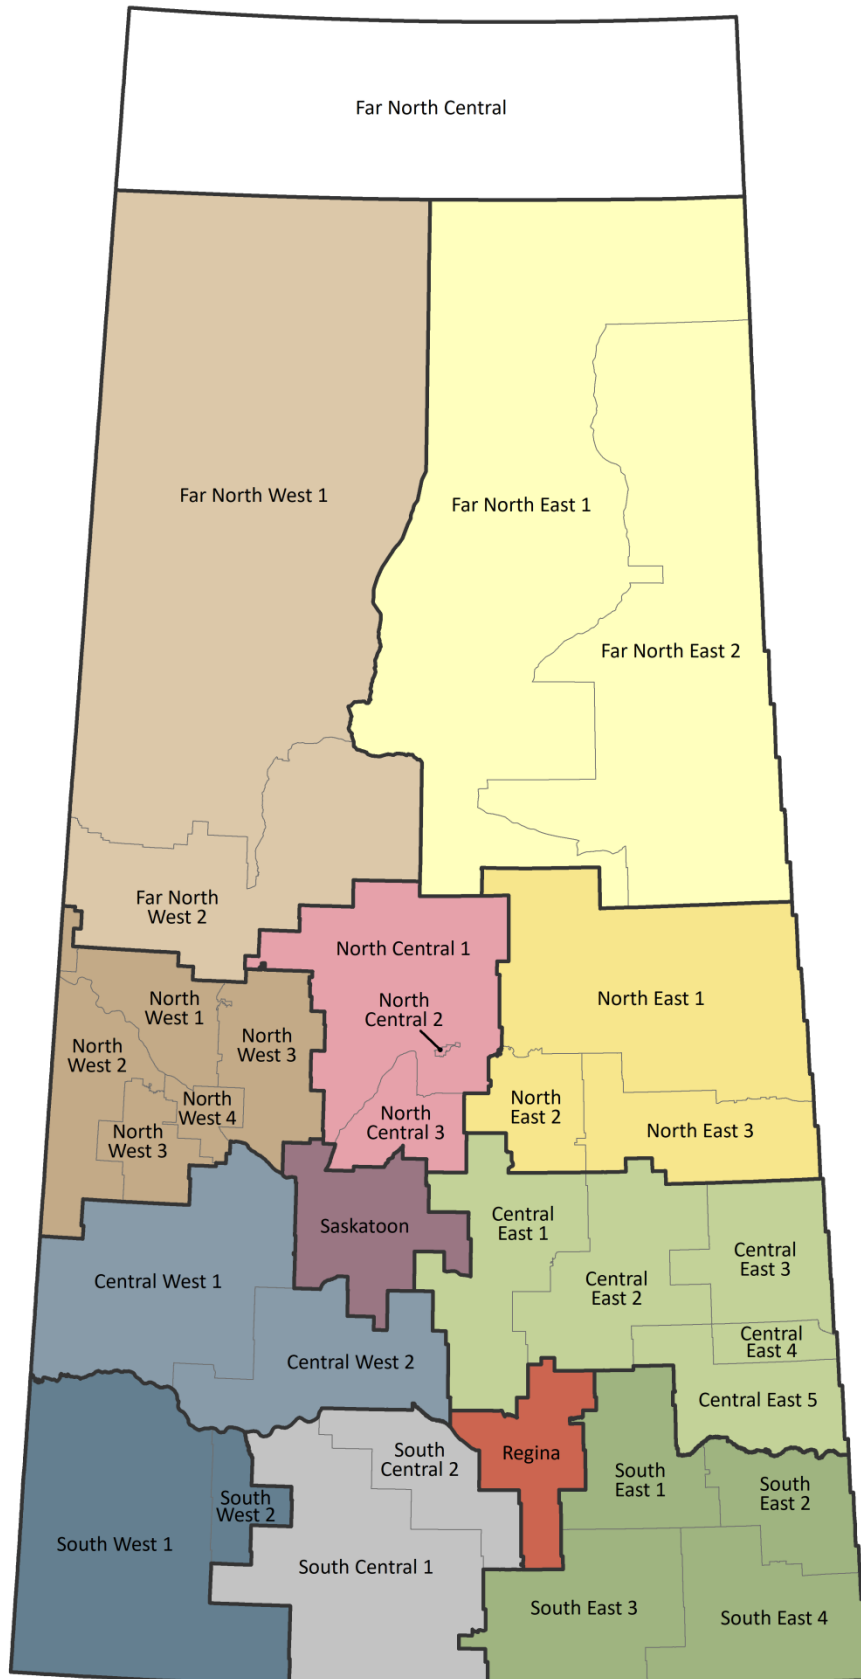 Far North Central
Far North West 1
Far North East 1
Far North East 2
Far North
West 2
North Central 1
North
West 1
North East 1
North
Central 2
North
West 2
North
West 3
North
West 4
North
East 2
North
Central 3
North East 3
North
West 3
Saskatoon
Central
East 1
Central
East 3
Central West 1
Central
East 2
Central
East 4
Central West 2
Central East 5
South
Central 2
Regina
South
East 1
South
East 2
South
West 2
South West 1
South Central 1
South East 3
South East 4